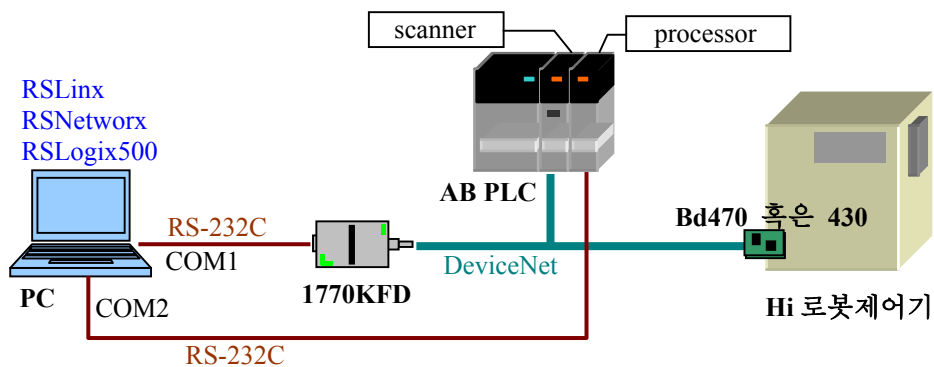 scanner
processor
RSLinx
RSNetworx
RSLogix500
AB PLC
Bd470 혹은 430
RS-232C
COM1
DeviceNet
1770KFD
PC
COM2
Hi 로봇제어기
RS-232C